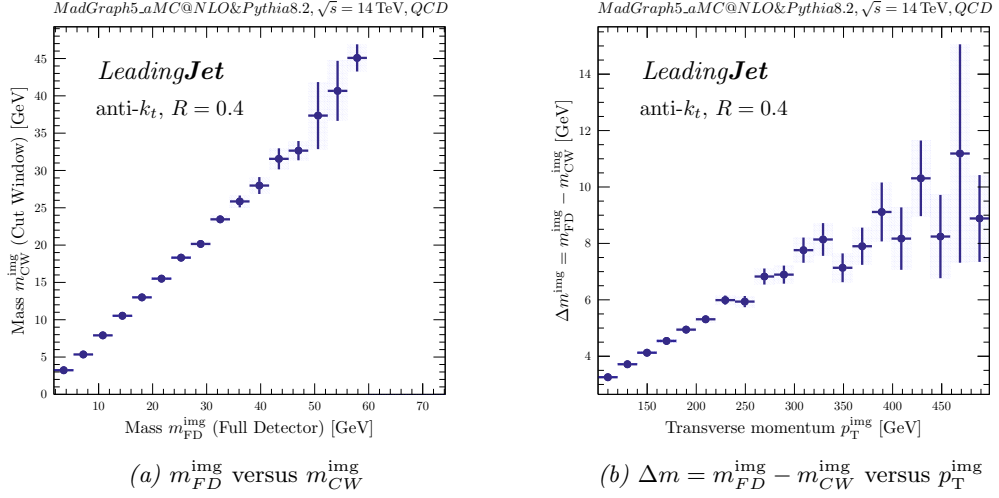 MadGraph5_aMC@NLO&Pythia8.2, √s = 14 TeV, QCD
LeadingJet
anti-k_t, R = 0.4
Mass m_CW^img (Cut Window) [GeV]
45
40
35
30
25
20
15
10
5
0
10 20 30 40 50 60 70
Mass m_FD^img (Full Detector) [GeV]
(a) m_FD^img versus m_CW^img
MadGraph5_aMC@NLO&Pythia8.2, √s = 14 TeV, QCD
LeadingJet
anti-k_t, R = 0.4
Δm^img = m_FD^img − m_CW^img [GeV]
14
12
10
8
6
4
150 200 250 300 350 400 450
Transverse momentum p_T^img [GeV]
(b) Δm = m_FD^img − m_CW^img versus p_T^img